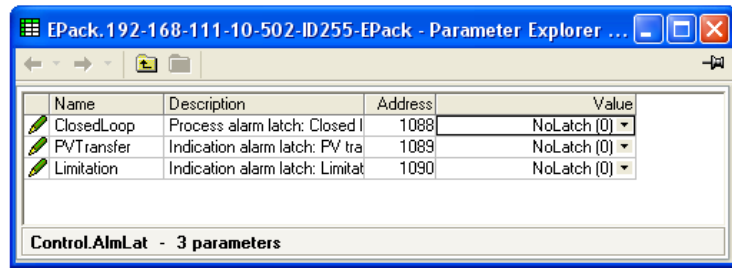 EPack.192-168-111-10-502-ID255-EPack - Parameter Explorer ...
Name Description Address Value
ClosedLoop Process alarm latch: Closed l 1088 NoLatch (0)
PVTransfer Indication alarm latch: PV tra 1089 NoLatch (0)
Limitation Indication alarm latch: Limitat 1090 NoLatch (0)
Control.AlmLat - 3 parameters